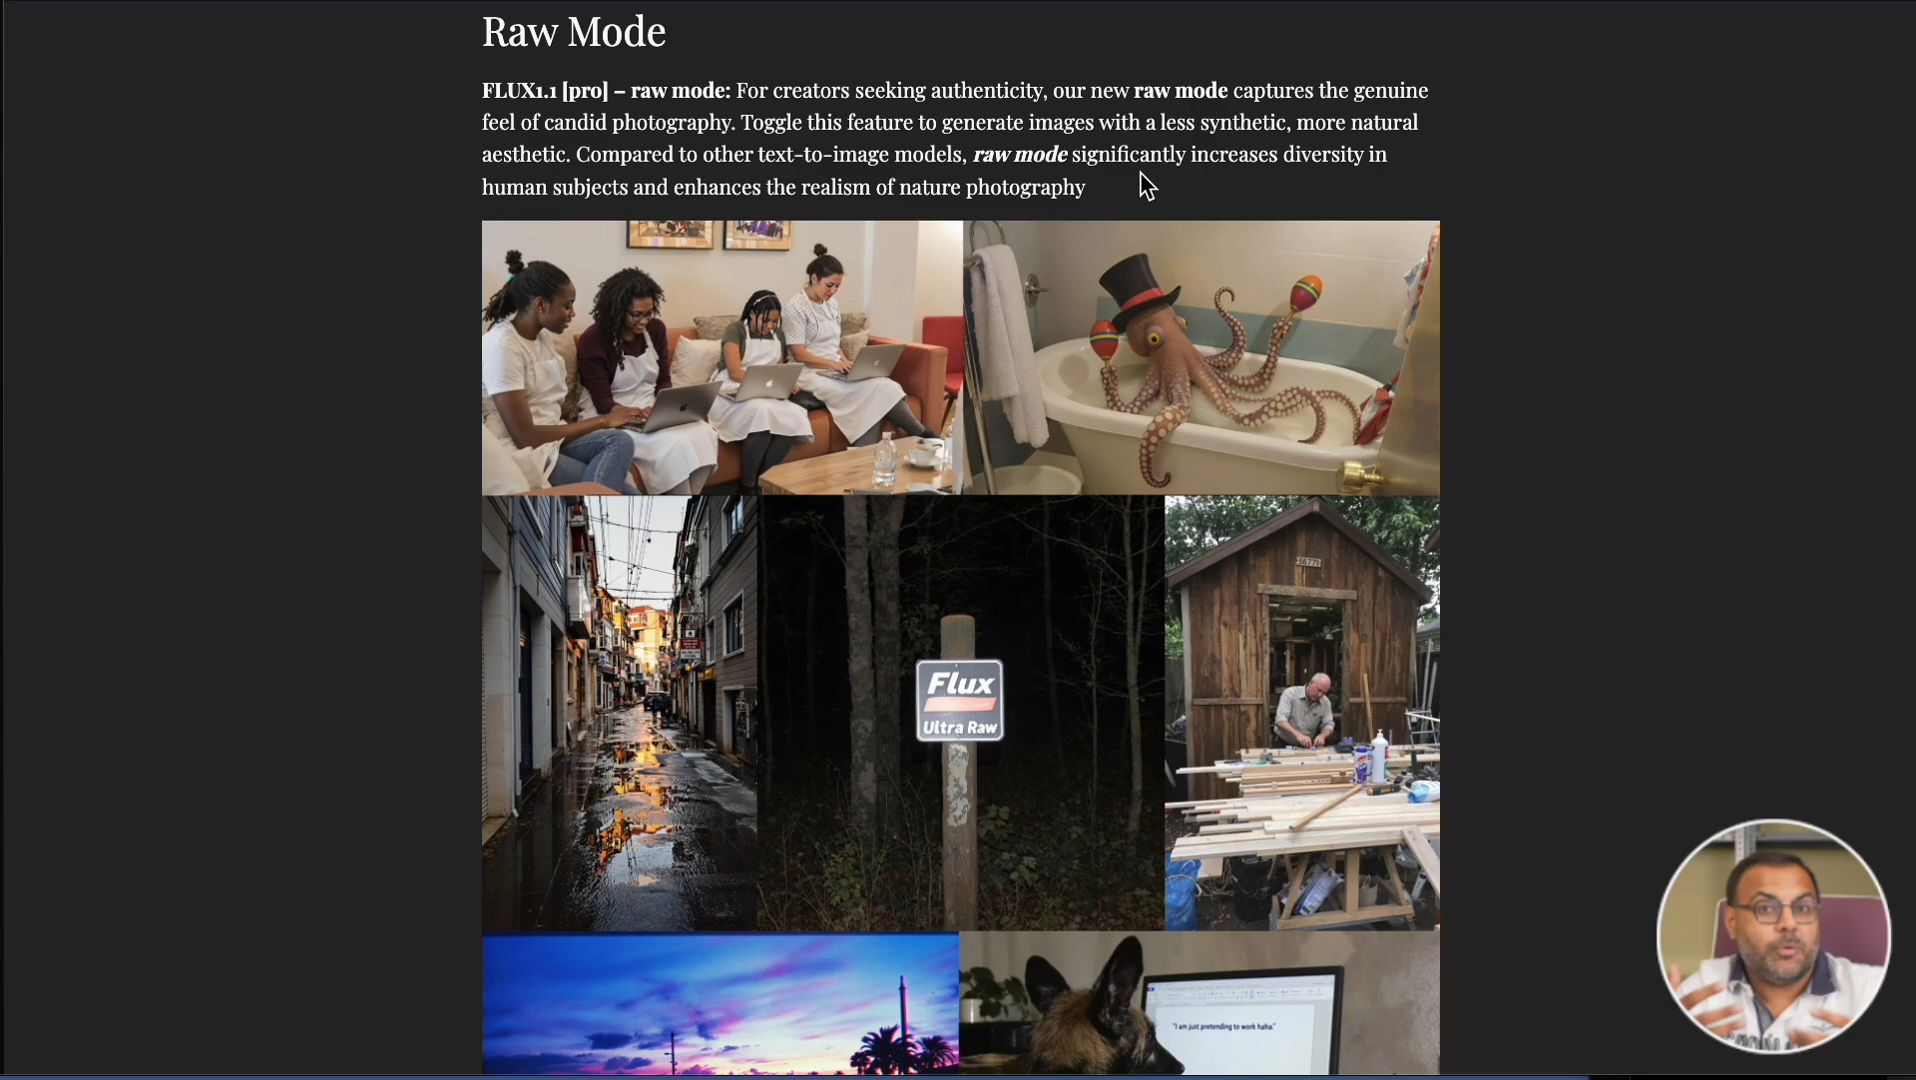 Raw Mode
FLUX1.1 [pro] – raw mode: For creators seeking authenticity, our new raw mode captures the genuine
feel of candid photography. Toggle this feature to generate images with a less synthetic, more natural
aesthetic. Compared to other text-to-image models, raw mode significantly increases diversity in
human subjects and enhances the realism of nature photography
Flux
Ultra Raw
"I am just pretending to work haha."